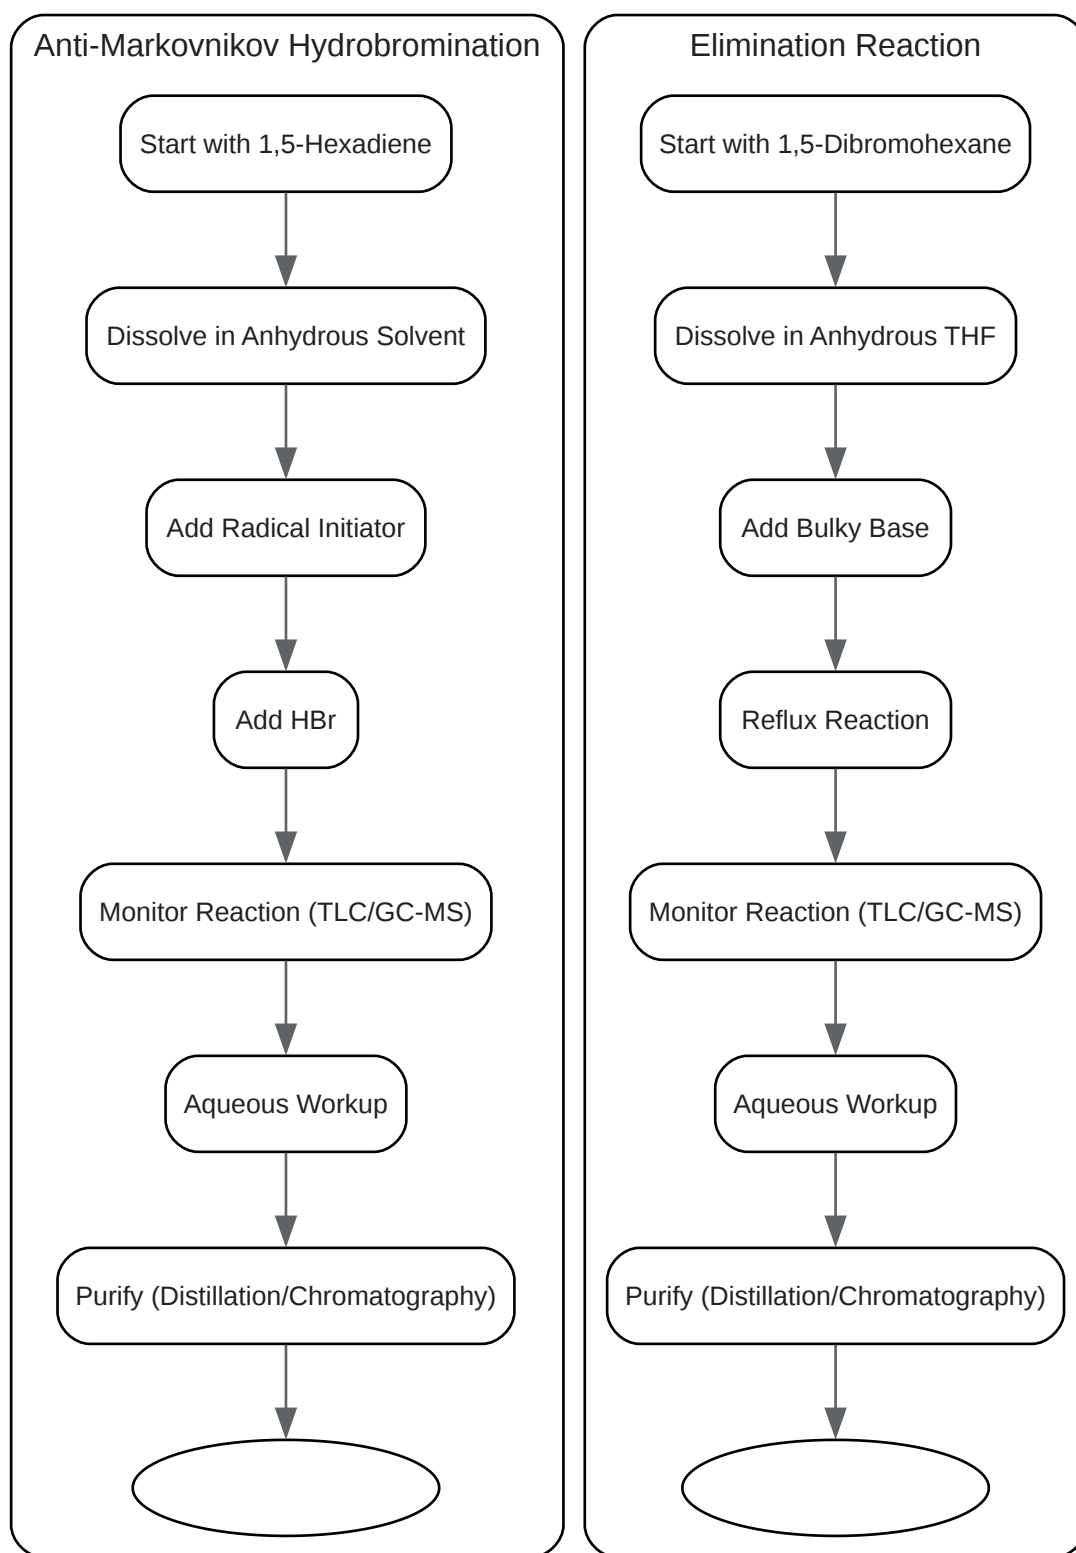 Anti-Markovnikov Hydrobromination
Start with 1,5-Hexadiene
Dissolve in Anhydrous Solvent
Add Radical Initiator
Add HBr
Monitor Reaction (TLC/GC-MS)
Aqueous Workup
Purify (Distillation/Chromatography)
Elimination Reaction
Start with 1,5-Dibromohexane
Dissolve in Anhydrous THF
Add Bulky Base
Reflux Reaction
Monitor Reaction (TLC/GC-MS)
Aqueous Workup
Purify (Distillation/Chromatography)